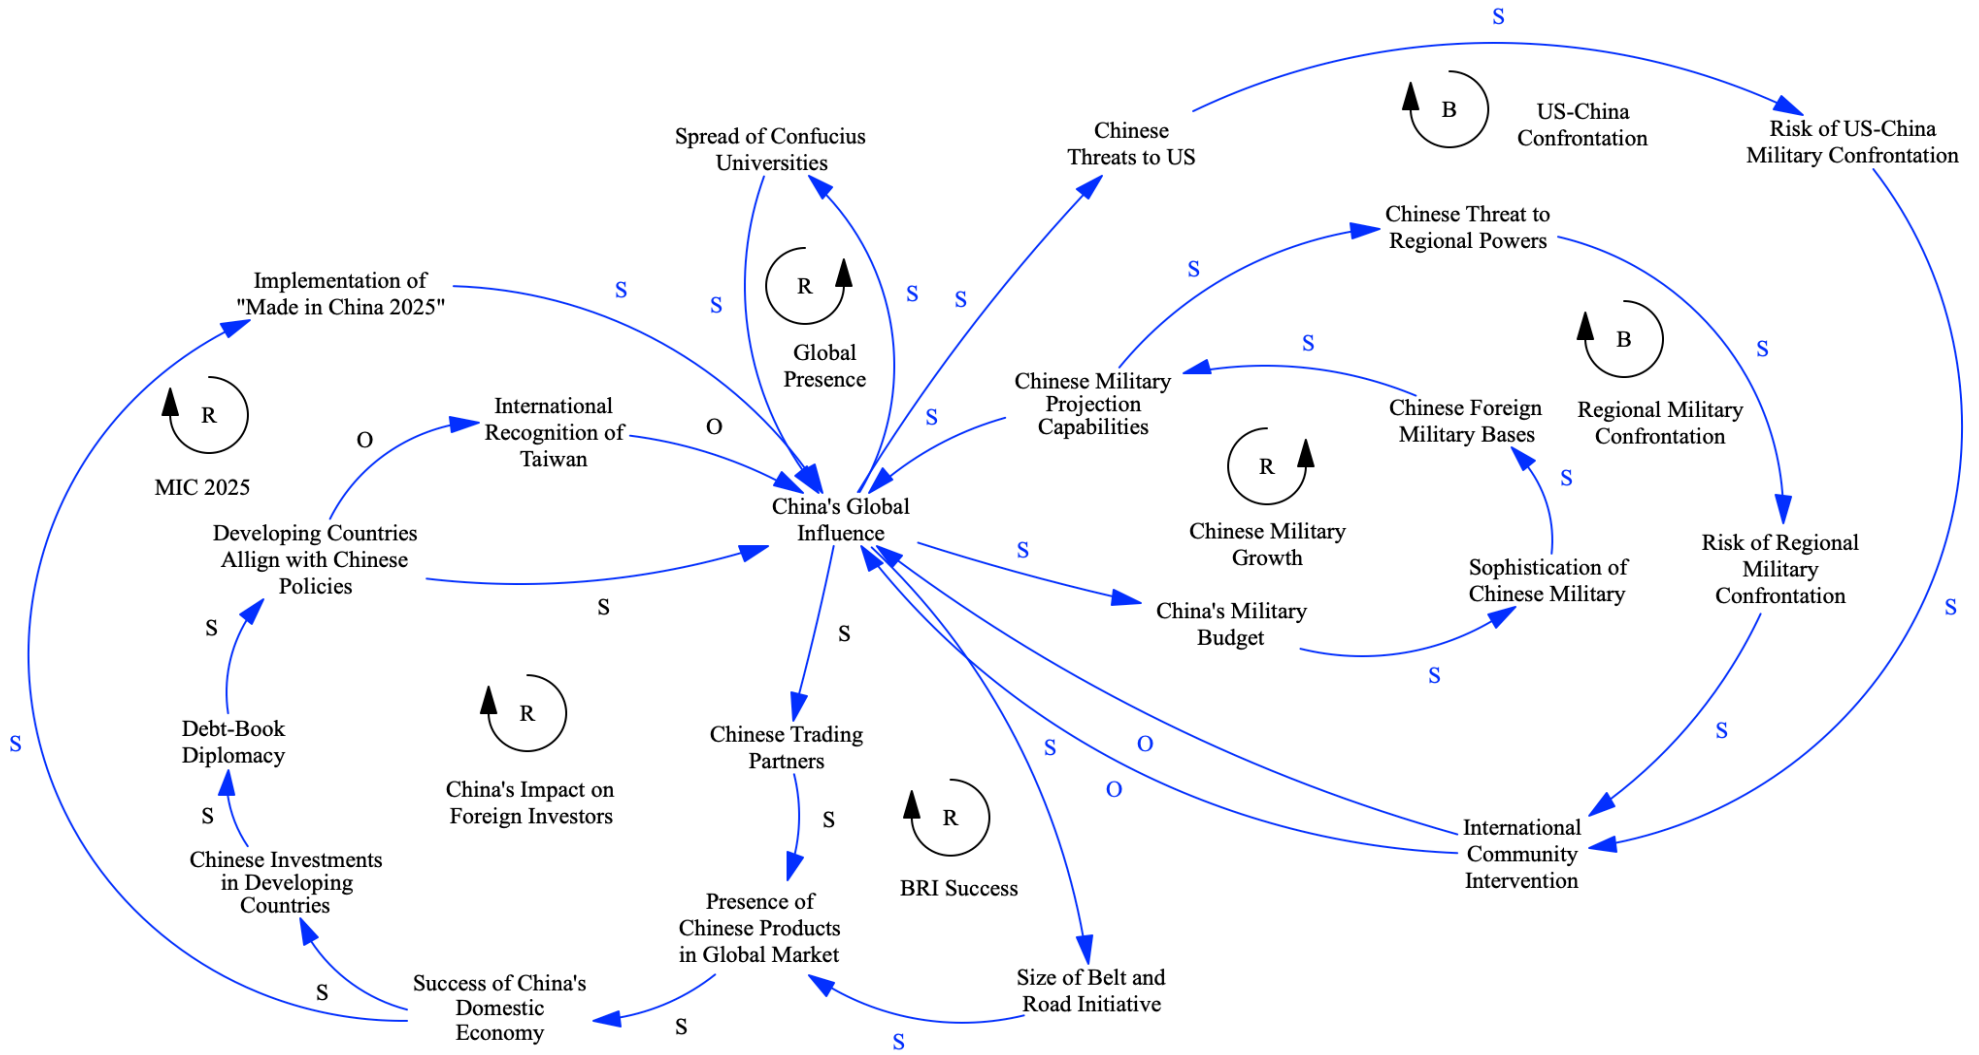 S
B
US-China
Confrontation
Risk of US-China
Military Confrontation
Chinese
Threats to US
Spread of Confucius
Universities
Chinese Threat to
Regional Powers
S
S
S
S
R
Global
Presence
S
S
Implementation of
"Made in China 2025"
S
S
B
Regional Military
Confrontation
S
Chinese Military
Projection
Capabilities
Chinese Foreign
Military Bases
R
MIC 2025
O
International
Recognition of
Taiwan
O
S
R
Chinese Military
Growth
S
China's Global
Influence
Developing Countries
Allign with Chinese
Policies
S
S
Sophistication of
Chinese Military
Risk of Regional
Military
Confrontation
China's Military
Budget
S
S
S
S
S
R
China's Impact on
Foreign Investors
Debt-Book
Diplomacy
S
Chinese Trading
Partners
S
O
O
S
S
S
R
BRI Success
International
Community
Intervention
Chinese Investments
in Developing
Countries
Presence of
Chinese Products
in Global Market
Size of Belt and
Road Initiative
S
Success of China's
Domestic
Economy
S
S